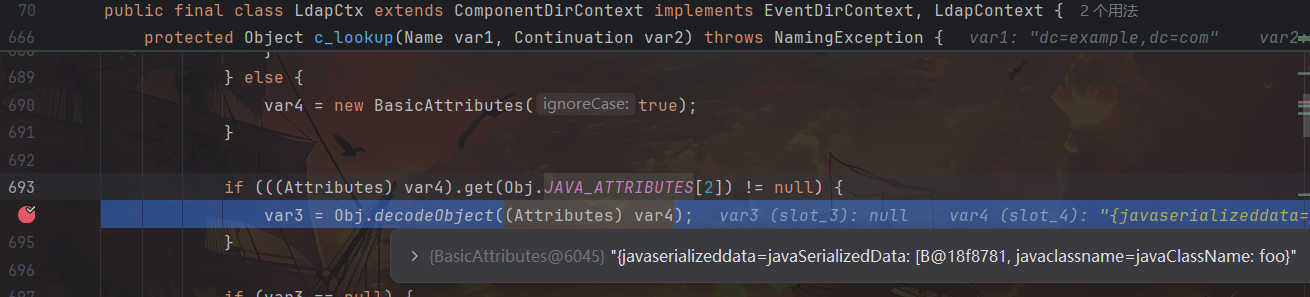 70 public final class LdapCtx extends ComponentDirContext implements EventDirContext, LdapContext { 2 个用法
666 protected Object c_lookup(Name var1, Continuation var2) throws NamingException { var1: "dc=example,dc=com" var2:
}
689 } else {
690 var4 = new BasicAttributes( ignoreCase: true);
691 }
692
693 if (((Attributes) var4).get(Obj.JAVA_ATTRIBUTES[2]) != null) {
var3 = Obj.decodeObject((Attributes) var4); var3 (slot_3): null var4 (slot_4): "{javaserializeddata=
695 }
{BasicAttributes@6045} "{javaserializeddata=javaSerializedData: [B@18f8781, javaclassname=javaClassName: foo}"
696
if (var3 == null) {